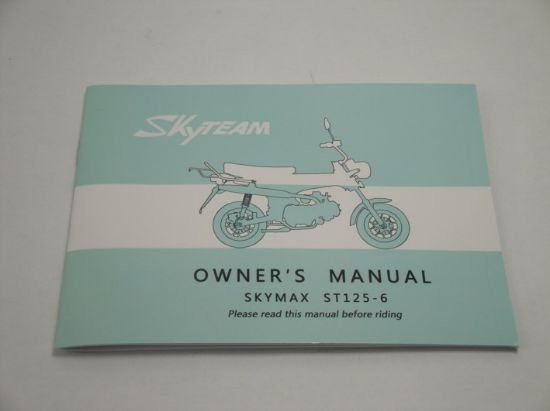 SKyTEAM
OWNER'S MANUAL
SKYMAX ST125-6
Please read this manual before riding